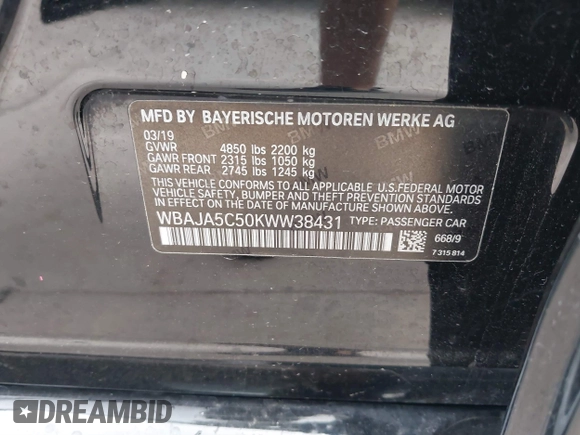 MFD BY BAYERISCHE MOTOREN WERKE AG
03/19
GVWR 4850 lbs 2200 kg
GAWR FRONT 2315 lbs 1050 kg
GAWR REAR 2745 lbs 1245 kg
THIS VEHICLE CONFORMS TO ALL APPLICABLE U.S.FEDERAL MOTOR
VEHICLE SAFETY, BUMPER, AND THEFT PREVENTION STANDARDS
IN EFFECT ON THE DATE OF MANUFACTURE SHOWN ABOVE.
WBAJA5C50KWW38431 TYPE: PASSENGER CAR
668/9
7 315 814
BMW
DREAMBID